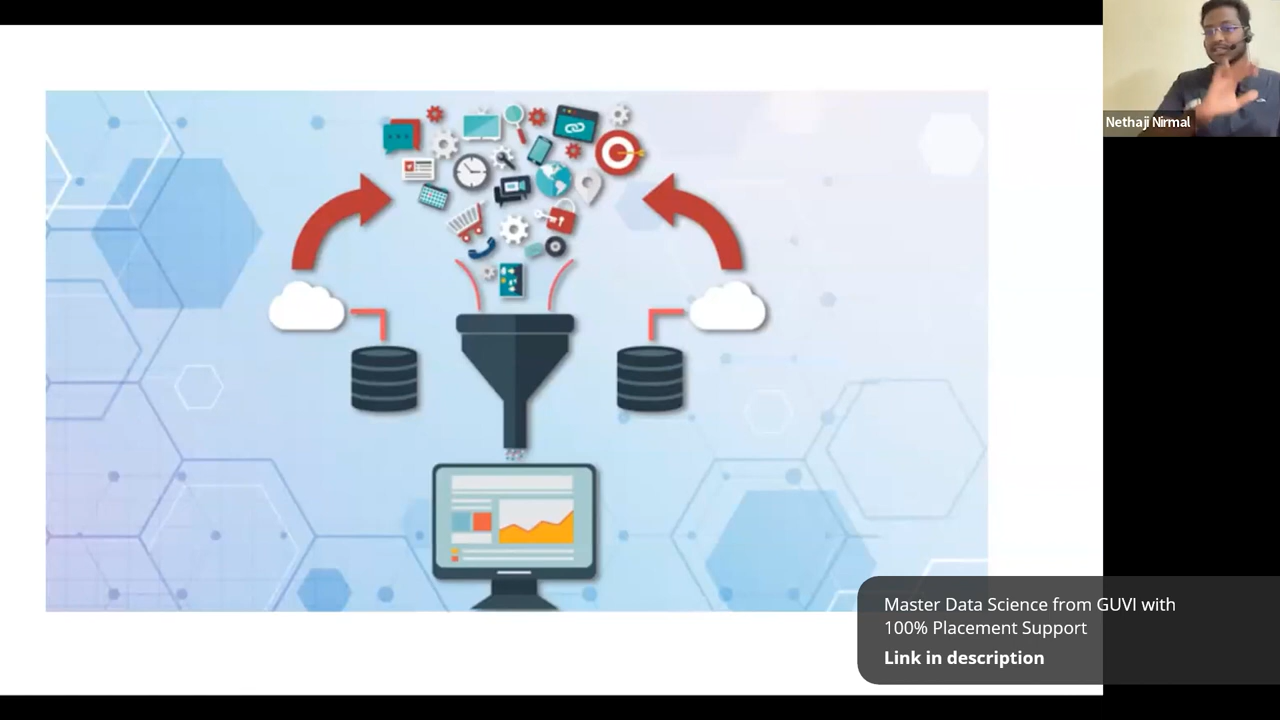 Nethaji Nirmal
Master Data Science from GUVI with
100% Placement Support
Link in description